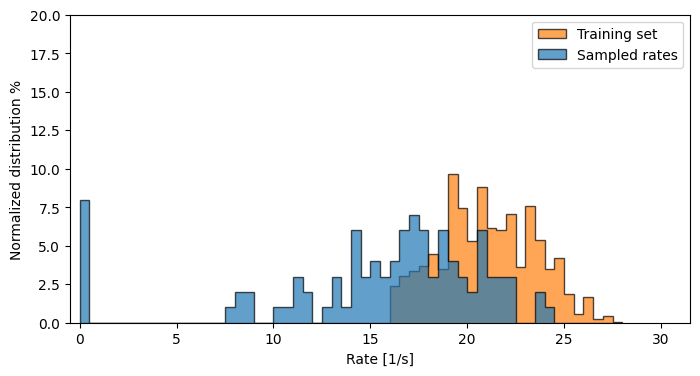 20.0
17.5
15.0
12.5
10.0
7.5
5.0
2.5
0.0
Normalized distribution %
Training set
Sampled rates
0 5 10 15 20 25 30
Rate [1/s]